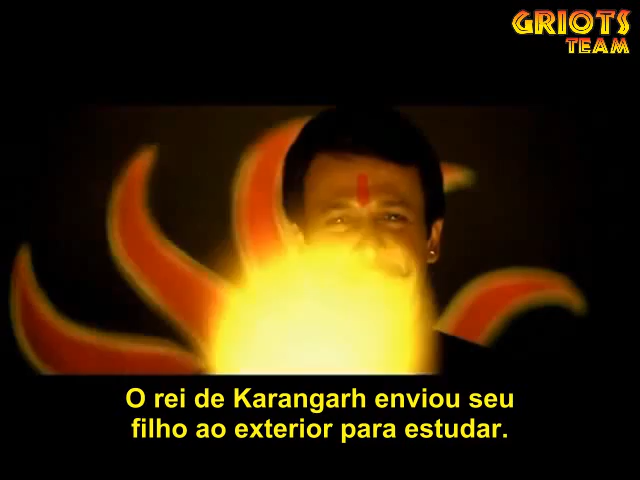 GRIOTS
TEAM
O rei de Karangarh enviou seu
filho ao exterior para estudar.